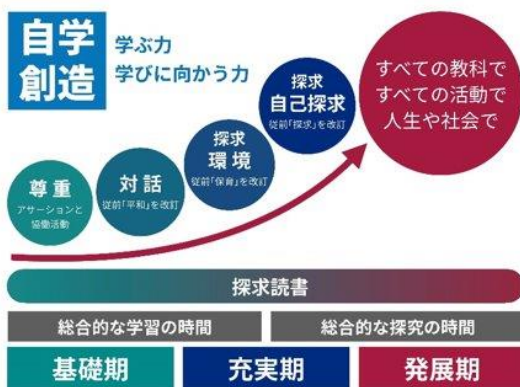 自学
創造
学ぶ力
学びに向かう力
尊重
アサーションと
協働活動
対話
従前「平和」を改訂
探求
環境
従前「保育」を改訂
探求
自己探求
従前「探求」を改訂
すべての教科で
すべての活動で
人生や社会で
探求読書
総合的な学習の時間
総合的な探究の時間
基礎期
充実期
発展期